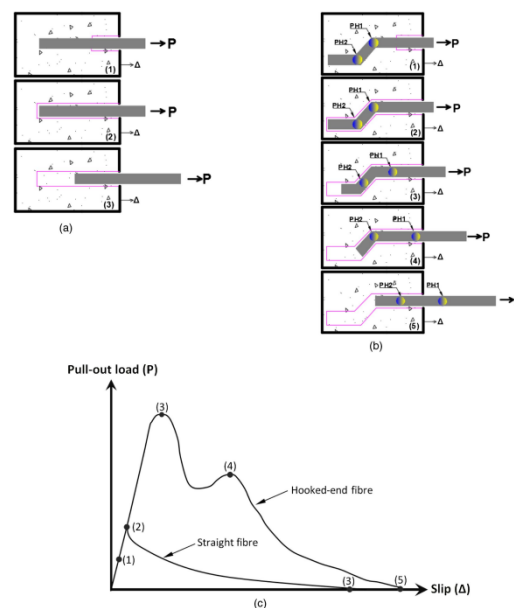 P
(1)
Δ
P
(2)
Δ
P
(3)
Δ
(a)
PH1
PH2
P
(1)
Δ
PH1
PH2
P
(2)
Δ
PH1
PH2
P
(3)
Δ
PH2
PH1
P
(4)
Δ
PH2
PH1
(5)
Δ
(b)
Pull-out load (P)
(3)
(4)
Hooked-end fibre
(2)
Straight fibre
(1)
(3)
(5)
Slip (Δ)
(c)